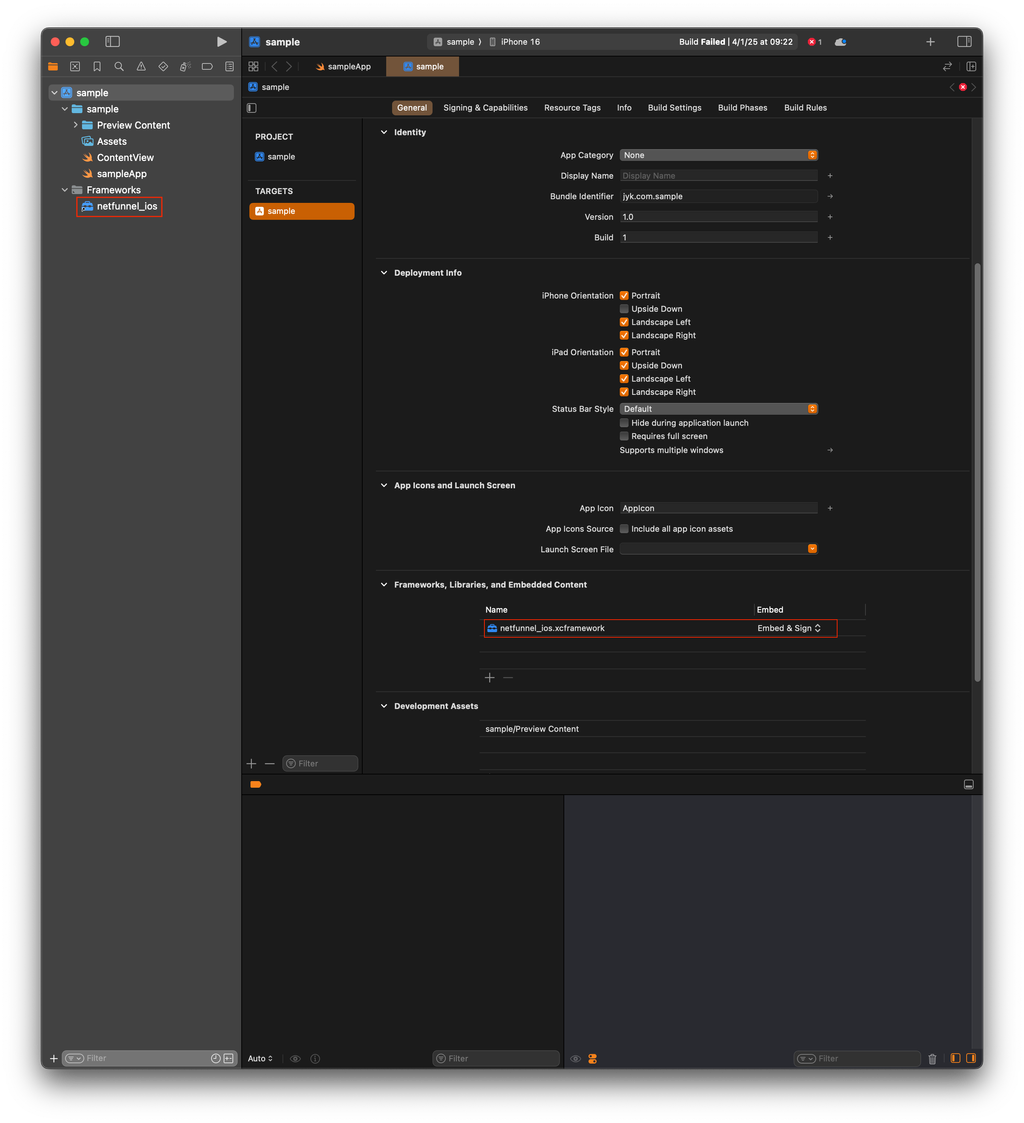 sample
sample 〉 iPhone 16
Build Failed | 4/1/25 at 09:22
1
sampleApp
sample
sample
sample
sample
Preview Content
Assets
ContentView
sampleApp
Frameworks
netfunnel_ios
General
Signing & Capabilities
Resource Tags
Info
Build Settings
Build Phases
Build Rules
PROJECT
sample
TARGETS
sample
Filter
Identity
App Category None
Display Name Display Name
Bundle Identifier jyk.com.sample
Version 1.0
Build 1
Deployment Info
iPhone Orientation Portrait
Upside Down
Landscape Left
Landscape Right
iPad Orientation Portrait
Upside Down
Landscape Left
Landscape Right
Status Bar Style Default
Hide during application launch
Requires full screen
Supports multiple windows
App Icons and Launch Screen
App Icon AppIcon
App Icons Source Include all app icon assets
Launch Screen File
Frameworks, Libraries, and Embedded Content
Name Embed
netfunnel_ios.xcframework Embed & Sign
Development Assets
sample/Preview Content
Filter
Auto
Filter
Filter